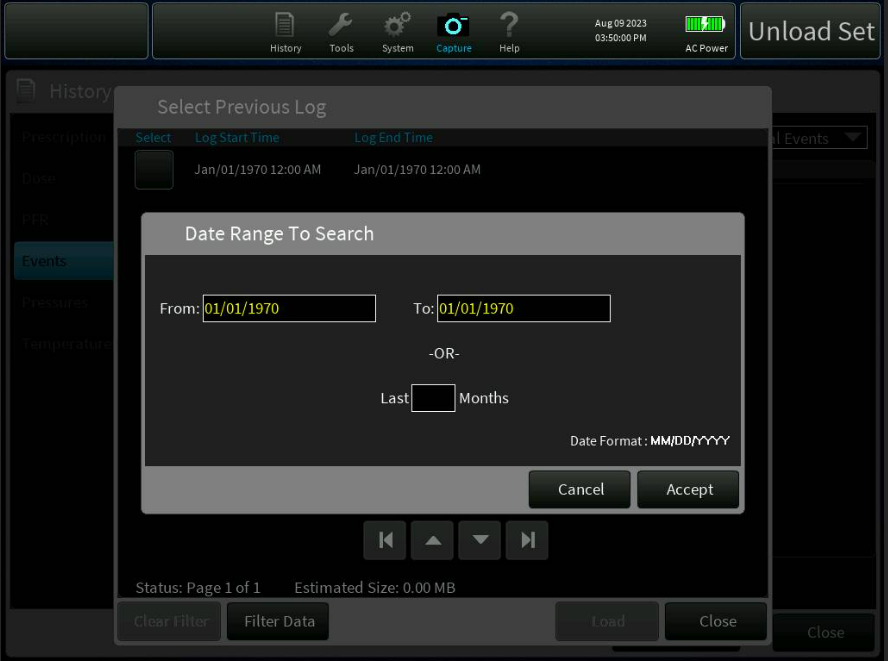 History
Tools
System
Capture
Help
Aug 09 2023
03:50:00 PM
AC Power
Unload Set
History
Select Previous Log
Prescription
Select
Log Start Time
Log End Time
l Events
Jan/01/1970 12:00 AM
Jan/01/1970 12:00 AM
Dose
PFR
Events
Pressures
Temperature
Date Range To Search
From: 01/01/1970
To: 01/01/1970
-OR-
Last Months
Date Format : MM/DD/YYYY
Cancel
Accept
Status: Page 1 of 1
Estimated Size: 0.00 MB
Clear Filter
Filter Data
Load
Close
Close